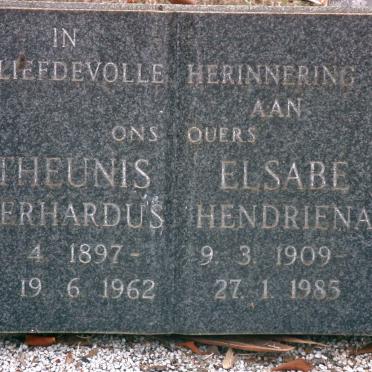 IN
LIEFDEVOLLE HERINNERING
AAN
ONS OUERS
THEUNIS ELSABE
ERHARDUS HENDRIENA
4 1897- 9. 3. 1909-
19 6 1962 27. 1. 1985